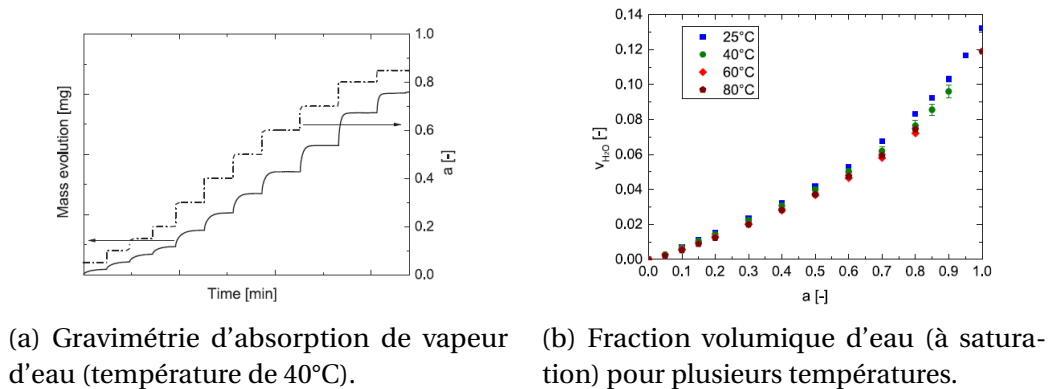 Mass evolution [mg]
1.0
0.8
0.6
0.4
0.2
0.0
a [-]
Time [min]
0.14
0.12
0.10
0.08
0.06
0.04
0.02
0.00
v_H₂O [-]
25°C
40°C
60°C
80°C
0.0 0.1 0.2 0.3 0.4 0.5 0.6 0.7 0.8 0.9 1.0
a [-]
(a) Gravimétrie d'absorption de vapeur
d'eau (température de 40°C).
(b) Fraction volumique d'eau (à satura-
tion) pour plusieurs températures.